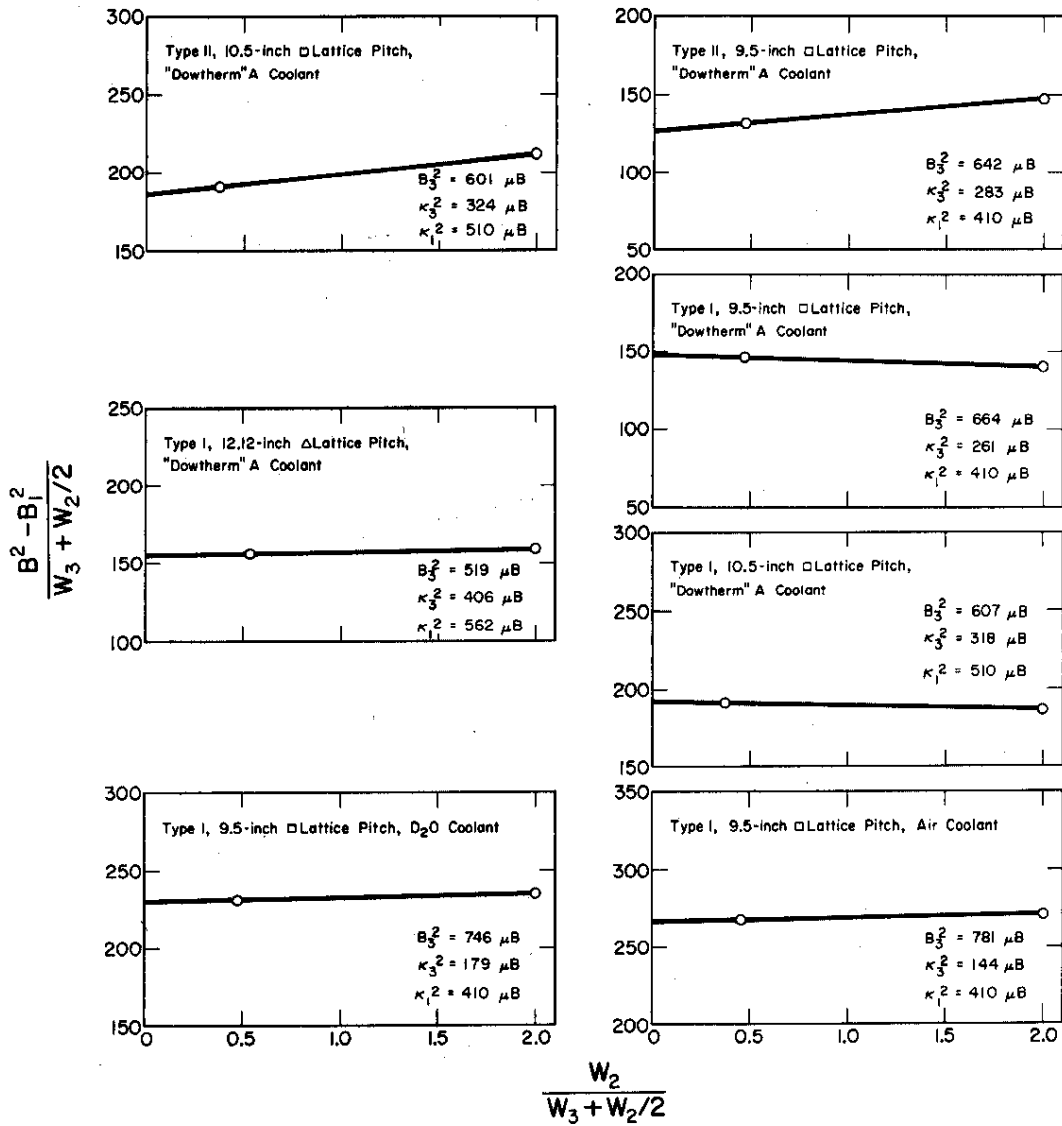 300
250
200
150
Type II, 10.5-inch □ Lattice Pitch,
"Dowtherm" A Coolant
B₃² = 601 μB
κ₃² = 324 μB
κ₁² = 510 μB
200
150
100
50
Type II, 9.5-inch □ Lattice Pitch,
"Dowtherm" A Coolant
B₃² = 642 μB
κ₃² = 283 μB
κ₁² = 410 μB
200
150
100
50
Type I, 9.5-inch □ Lattice Pitch,
"Dowtherm" A Coolant
B₃² = 664 μB
κ₃² = 261 μB
κ₁² = 410 μB
250
200
150
100
Type I, 12.12-inch Δ Lattice Pitch,
"Dowtherm" A Coolant
B₃² = 519 μB
κ₃² = 406 μB
κ₁² = 562 μB
B² - B₁²
W₃ + W₂/2
300
250
200
150
Type I, 10.5-inch □ Lattice Pitch,
"Dowtherm" A Coolant
B₃² = 607 μB
κ₃² = 318 μB
κ₁² = 510 μB
300
250
200
150
Type I, 9.5-inch □ Lattice Pitch, D₂O Coolant
B₃² = 746 μB
κ₃² = 179 μB
κ₁² = 410 μB
0 0.5 1.0 1.5 2.0
350
300
250
200
Type I, 9.5-inch □ Lattice Pitch, Air Coolant
B₃² = 781 μB
κ₃² = 144 μB
κ₁² = 410 μB
0 0.5 1.0 1.5 2.0
W₂
W₃ + W₂/2